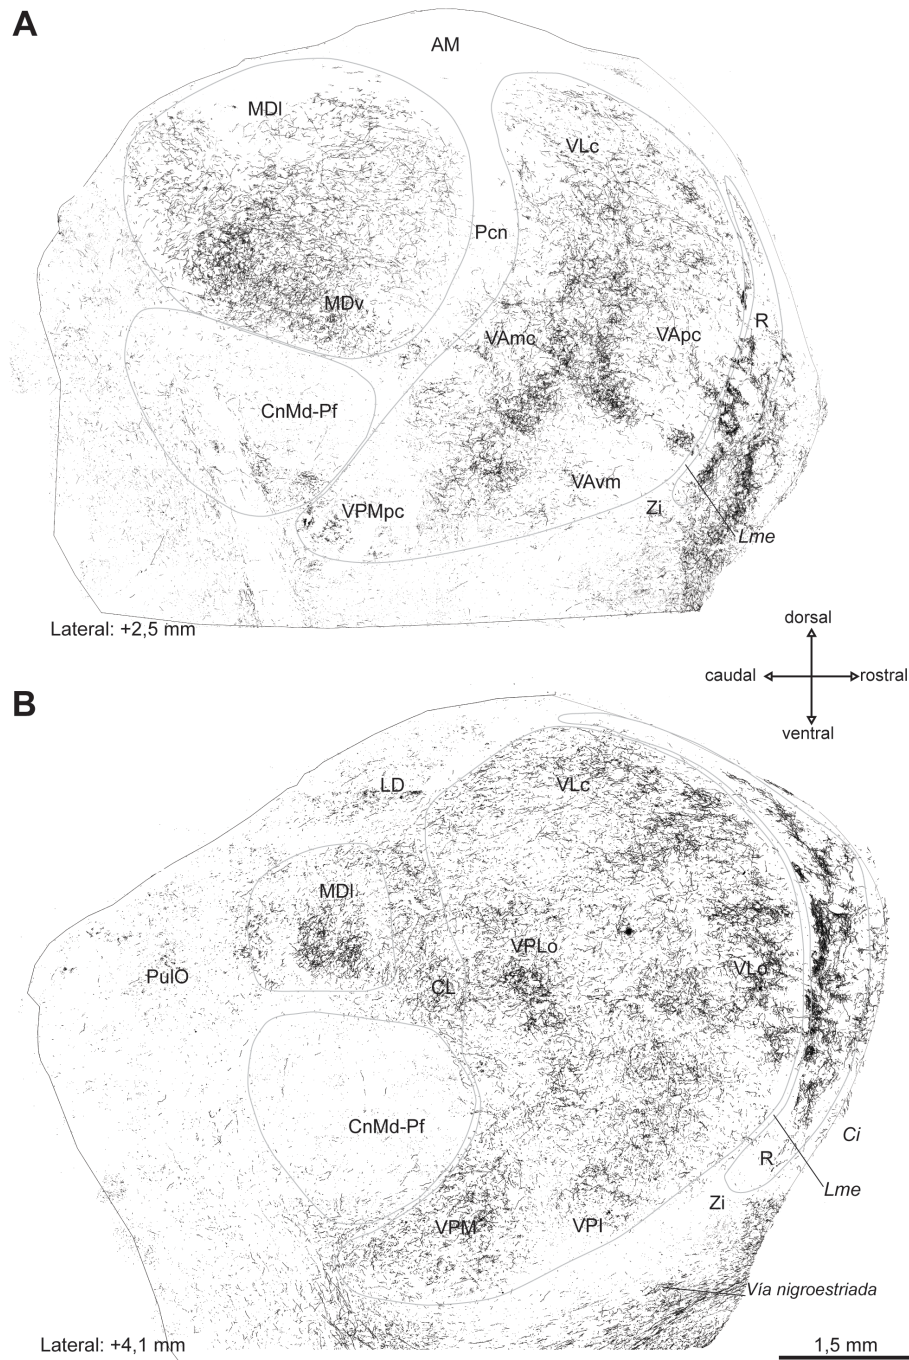 A
AM
MDl
VLc
Pcn
MDv
R
VAmc
VApc
CnMd-Pf
VAvm
VPMpc
Zi
Lme
Lateral: +2,5 mm
dorsal
caudal
rostral
ventral
B
LD
VLc
MDl
VPLo
PulO
VLo
CL
CnMd-Pf
Ci
R
Lme
Zi
VPM
VPI
Vía nigroestriada
Lateral: +4,1 mm
1,5 mm